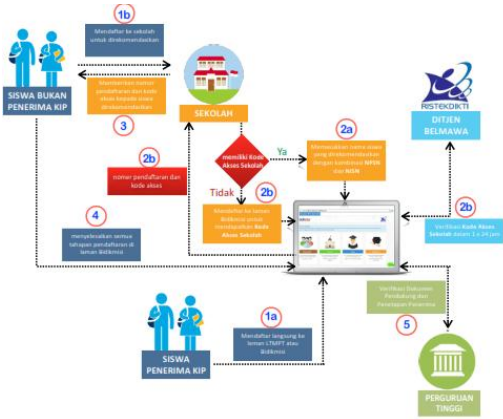 1b
Mendaftar ke sekolah
untuk direkomendasikan
SISWA BUKAN
PENERIMA KIP
Memberikan nomor
pendaftaran dan kode
akses kepada siswa
direkomendasikan
3
SEKOLAH
RISTEKDIKTI
DITJEN
BELMAWA
2b
nomor pendaftaran dan
kode akses
memiliki Kode
Akses Sekolah
Ya
Tidak
2a
Memasukkan siswa
yang direkomendasikan
dengan kombinasi NPSN
dan NISN
2b
Mendaftar ke laman
Bidikmisi untuk
mendapatkan Kode
Akses Sekolah
2b
Verifikasi Kode Akses
Sekolah dalam 1 x 24 jam
4
menyelesaikan semua
tahapan pendaftaran di
laman Bidikmisi
1a
Mendaftar langsung ke
laman LTMPT atau
Bidikmisi
SISWA
PENERIMA KIP
Verifikasi Dokumen
Pendukung dan
Penetapan Penerima
5
PERGURUAN
TINGGI